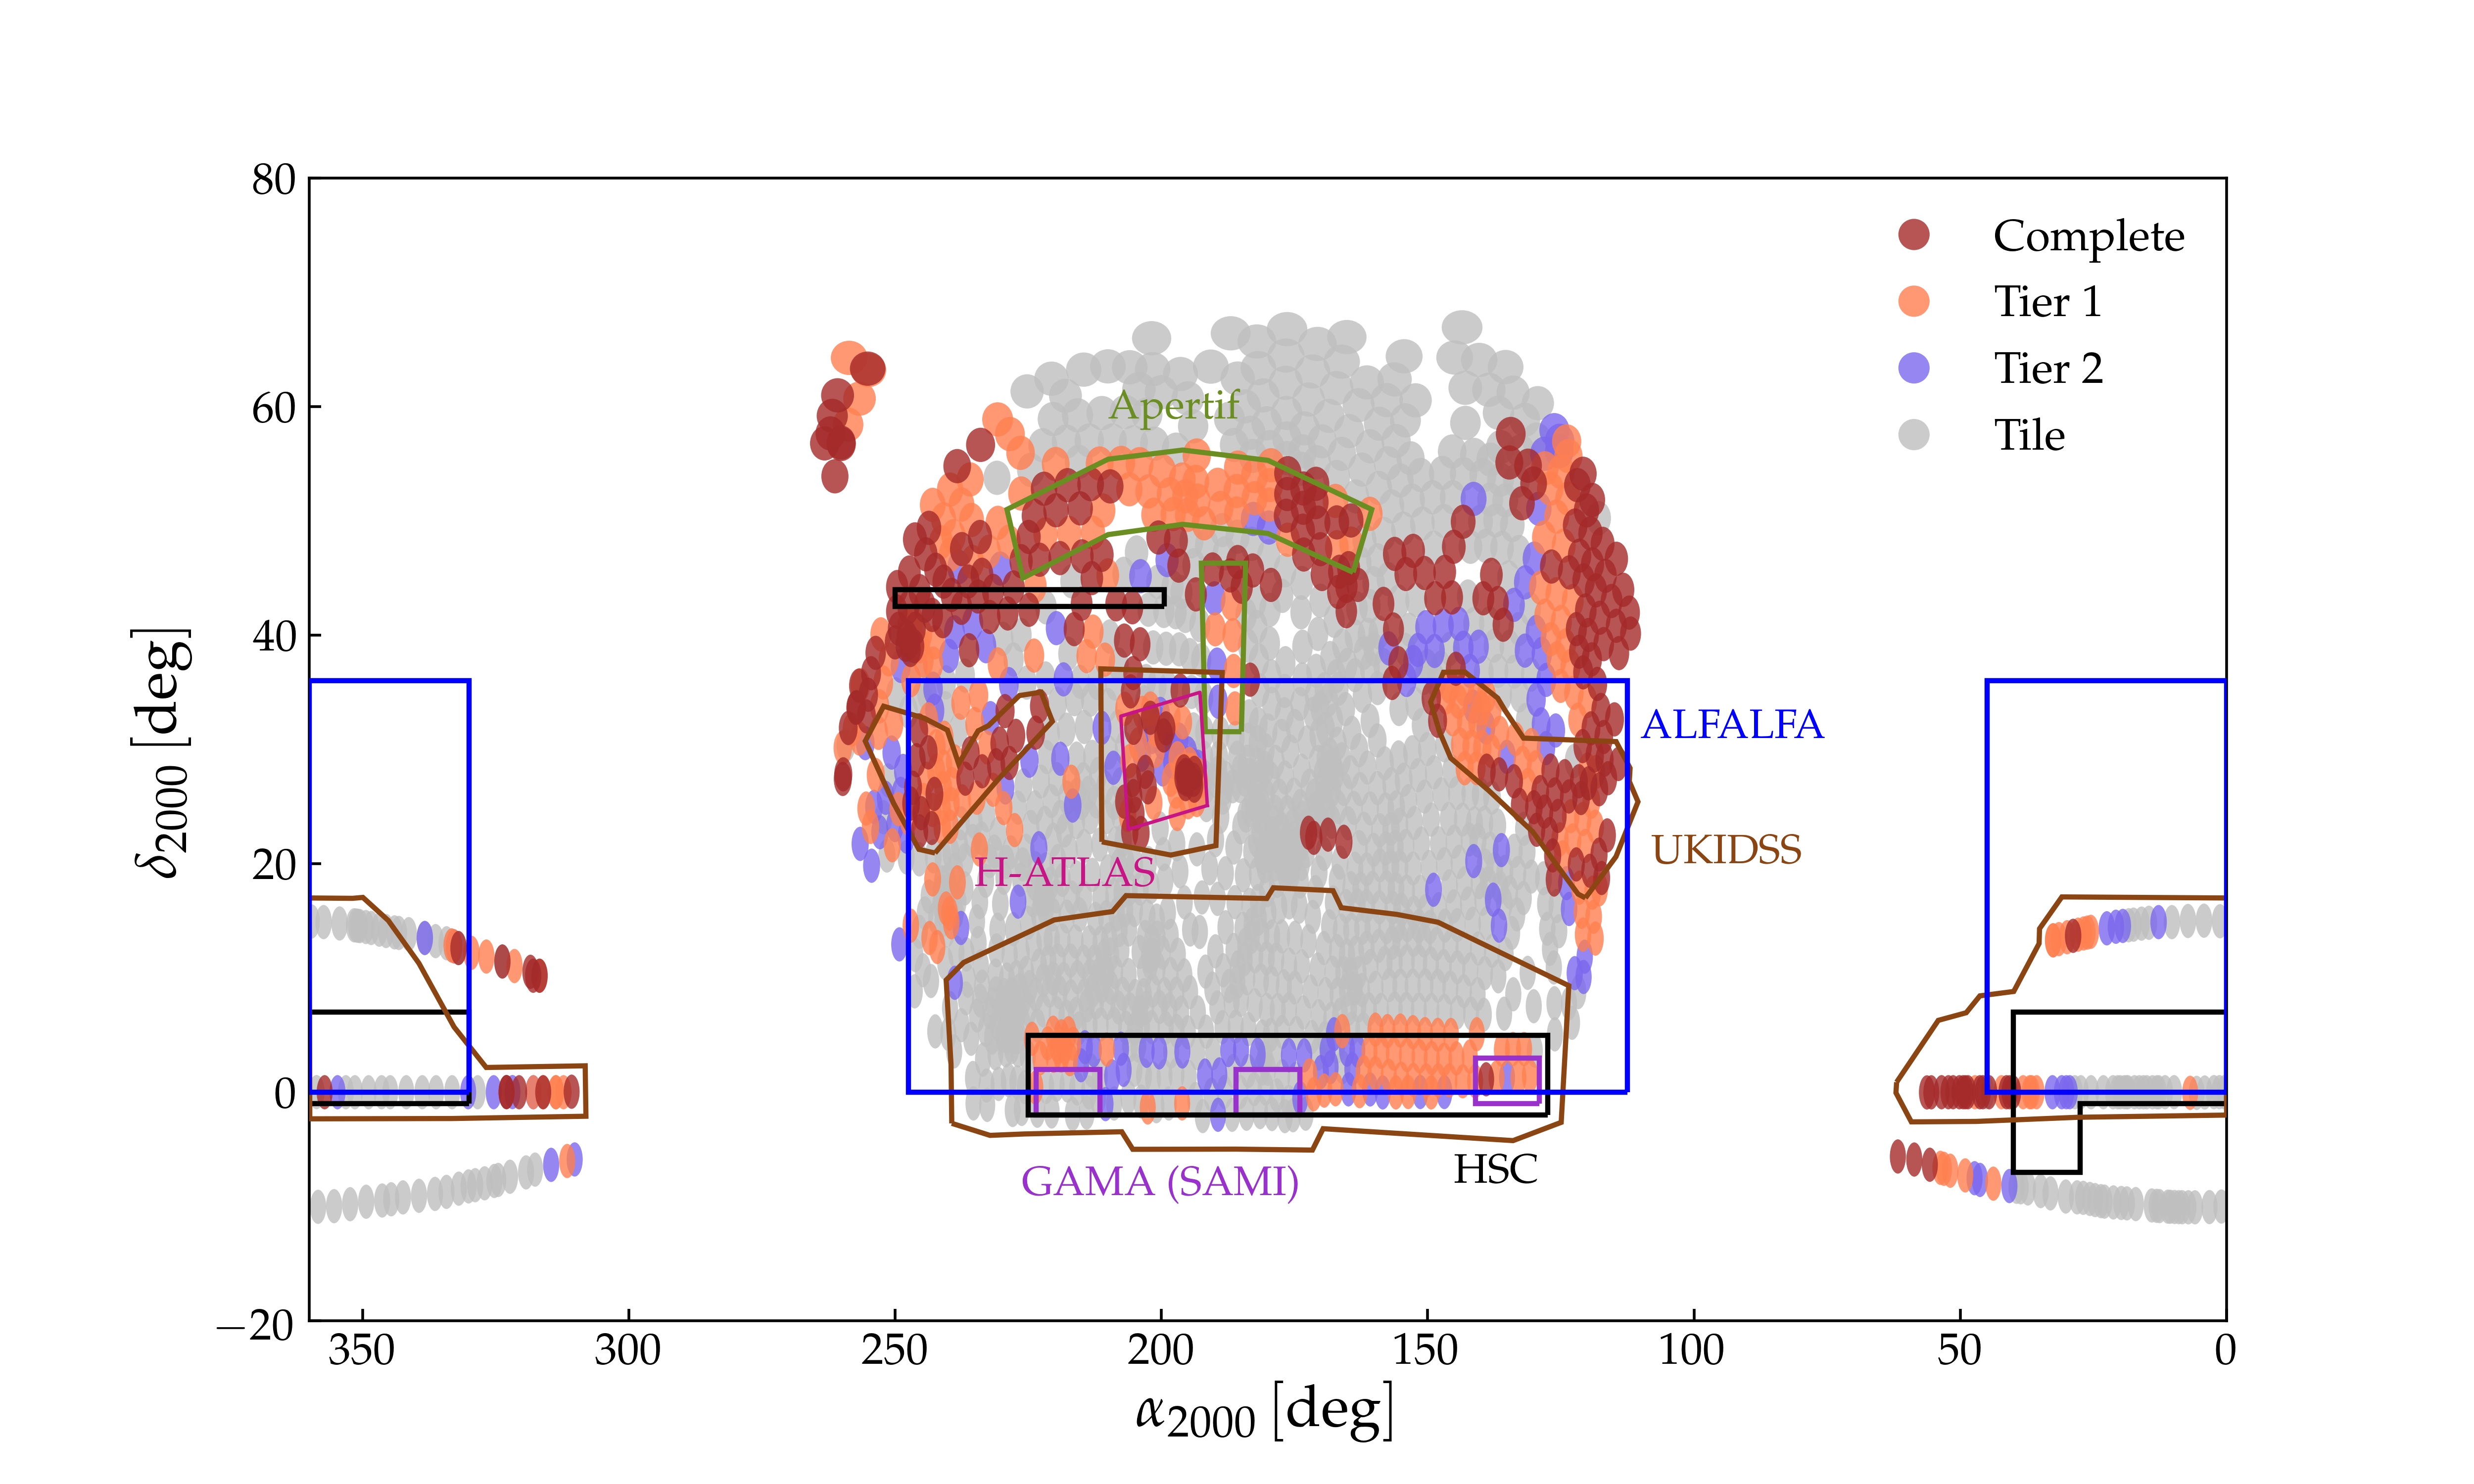 80
60
40
20
0
−20
δ2000 [deg]
Complete
Tier 1
Tier 2
Tile
Apertif
ALFALFA
UKIDSS
H-ATLAS
GAMA (SAMI)
HSC
350
300
250
200
150
100
50
0
α2000 [deg]